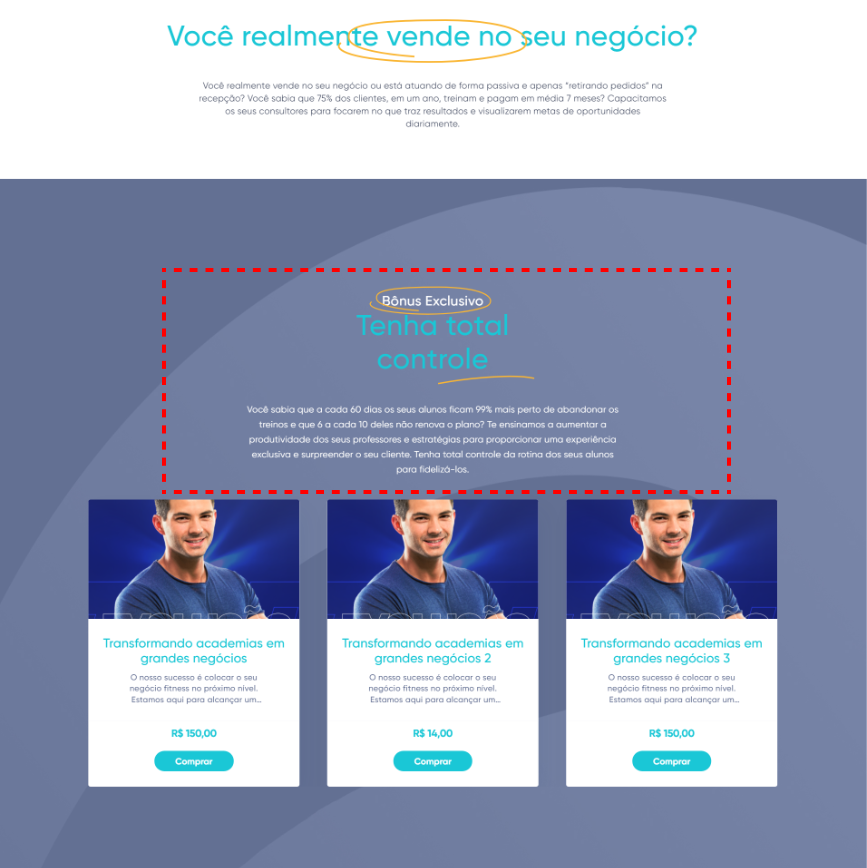 Você realmente vende no seu negócio?
Você realmente vende no seu negócio ou está atuando de forma passiva e apenas “retirando pedidos” na
recepção? Você sabia que 75% dos clientes, em um ano, treinam e pagam em média 7 meses? Capacitamos
os seus consultores para focarem no que traz resultados e visualizarem metas de oportunidades
diariamente.
Bônus Exclusivo
Tenha total
controle
Você sabia que a cada 60 dias os seus alunos ficam 99% mais perto de abandonar os
treinos e que 6 a cada 10 deles não renova o plano? Te ensinamos a aumentar a
produtividade dos seus professores e estratégias para proporcionar uma experiência
exclusiva e surpreender o seu cliente. Tenha total controle da rotina dos seus alunos
para fidelizá-los.
Transformando academias em
grandes negócios
O nosso sucesso é colocar o seu
negócio fitness no próximo nível.
Estamos aqui para alcançar um...
R$ 150,00
Comprar
Transformando academias em
grandes negócios 2
O nosso sucesso é colocar o seu
negócio fitness no próximo nível.
Estamos aqui para alcançar um...
R$ 14,00
Comprar
Transformando academias em
grandes negócios 3
O nosso sucesso é colocar o seu
negócio fitness no próximo nível.
Estamos aqui para alcançar um...
R$ 150,00
Comprar